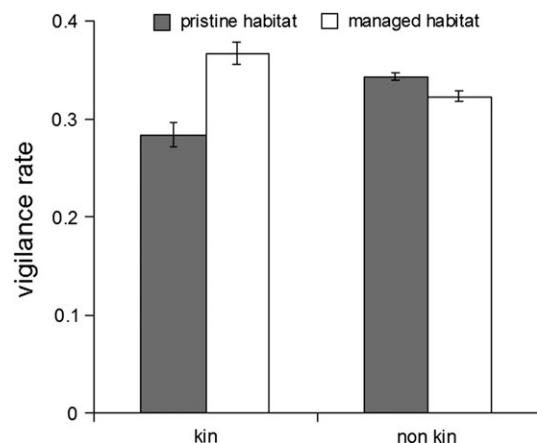 0.4
pristine habitat managed habitat
0.3
0.2
0.1
0
vigilance rate
kin non kin